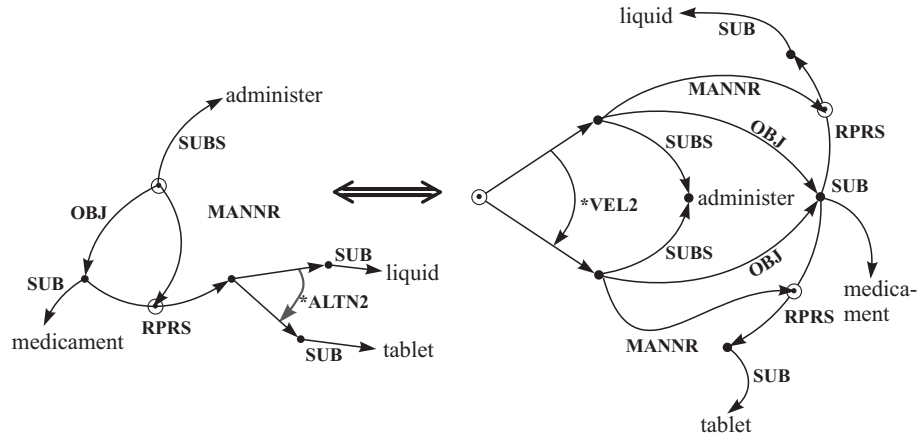 administer
SUBS
OBJ
MANNR
SUB
SUB
liquid
*ALTN2
RPRS
medicament
SUB
tablet
liquid
SUB
MANNR
OBJ
RPRS
SUBS
SUB
*VEL2
administer
SUBS
OBJ
medica-
ment
RPRS
MANNR
SUB
tablet